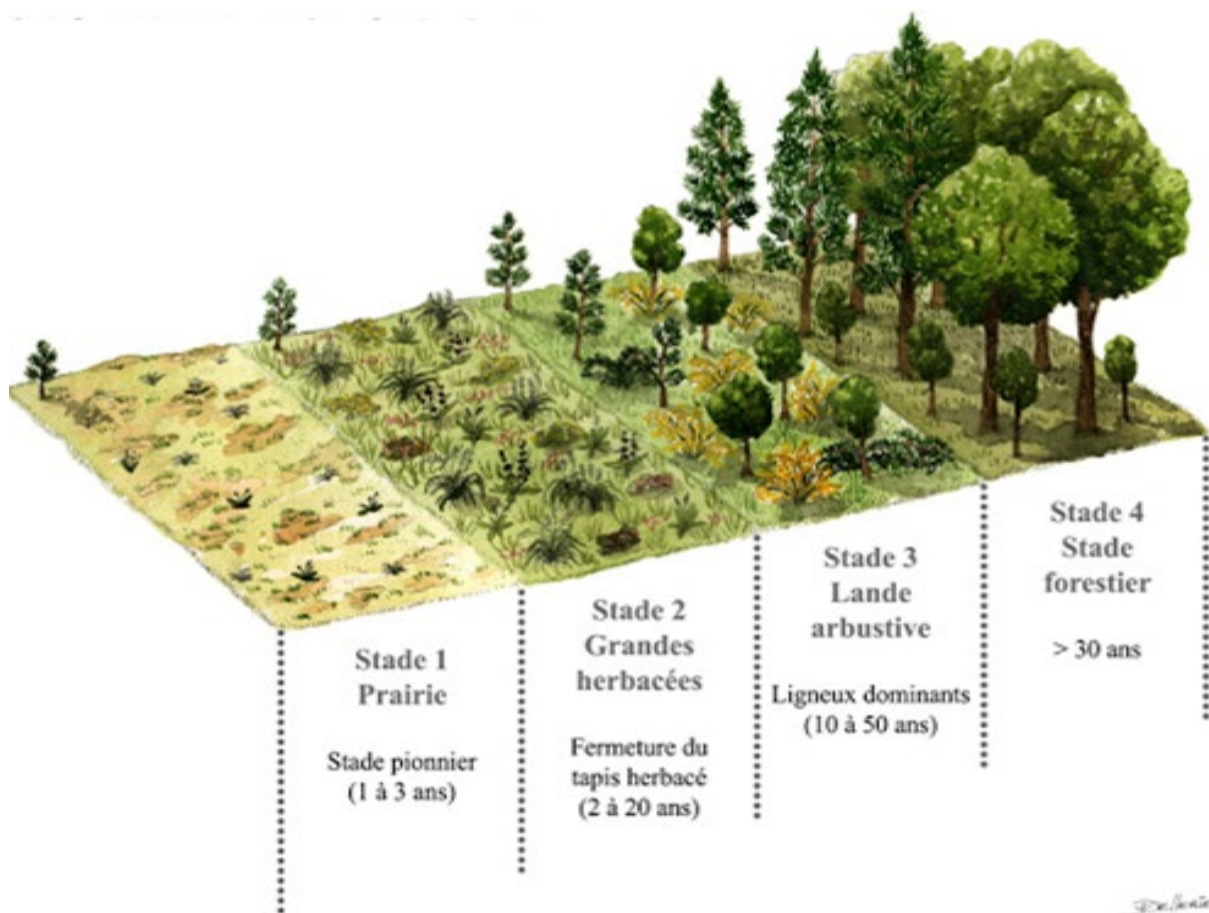 Stade 1
Prairie
Stade pionnier
(1 à 3 ans)
Stade 2
Grandes
herbacées
Fermeture du
tapis herbacé
(2 à 20 ans)
Stade 3
Lande
arbustive
Ligneux dominants
(10 à 50 ans)
Stade 4
Stade
forestier
> 30 ans